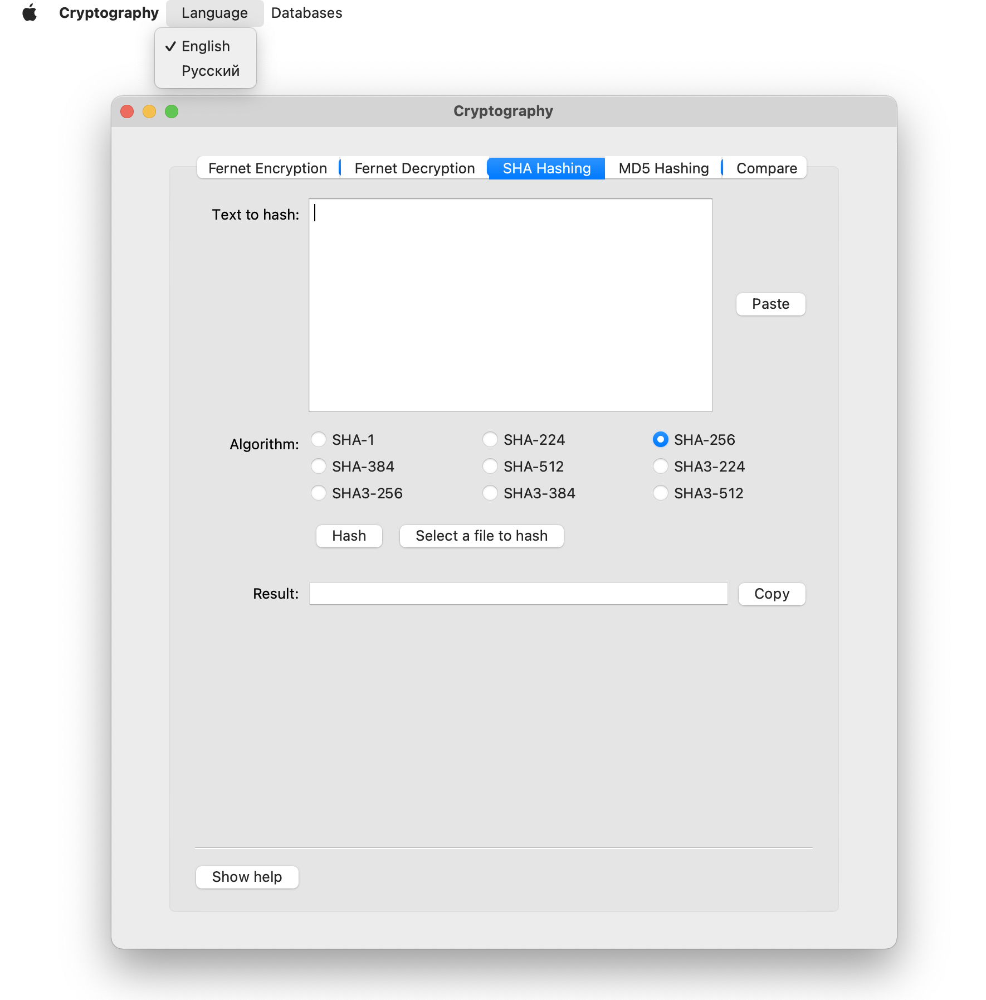 Cryptography Language Databases
✓ English
Русский
Cryptography
Fernet Encryption Fernet Decryption SHA Hashing MD5 Hashing Compare
Text to hash:
Paste
Algorithm: SHA-1 SHA-224 SHA-256
SHA-384 SHA-512 SHA3-224
SHA3-256 SHA3-384 SHA3-512
Hash Select a file to hash
Result: Copy
Show help